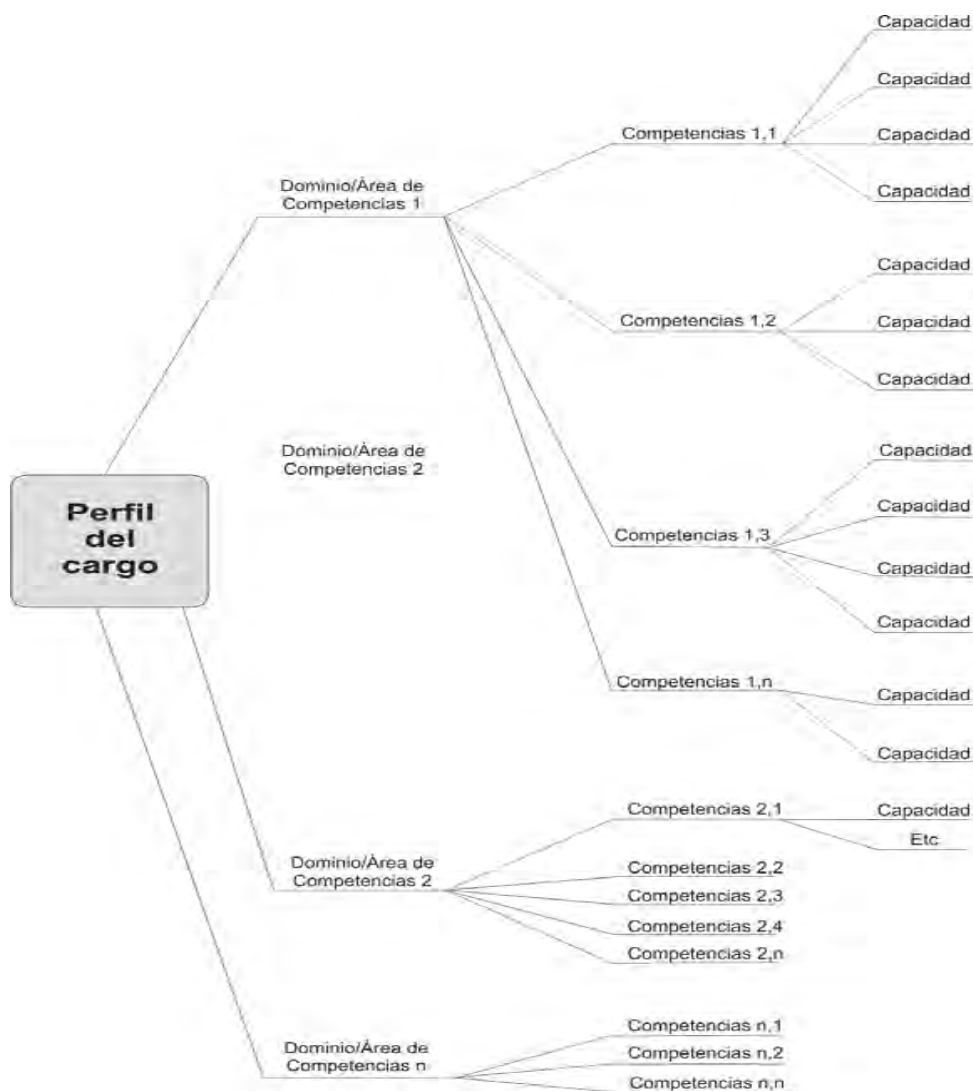 Perfil
del
cargo
Dominio/Área de
Competencias 1
Competencias 1,1
Capacidad
Capacidad
Capacidad
Capacidad
Competencias 1,2
Capacidad
Capacidad
Capacidad
Dominio/Área de
Competencias 2
Competencias 1,3
Capacidad
Capacidad
Capacidad
Capacidad
Competencias 1,n
Capacidad
Capacidad
Dominio/Área de
Competencias 2
Competencias 2,1
Capacidad
Etc
Competencias 2,2
Competencias 2,3
Competencias 2,4
Competencias 2,n
Dominio/Área de
Competencias n
Competencias n,1
Competencias n,2
Competencias n,n